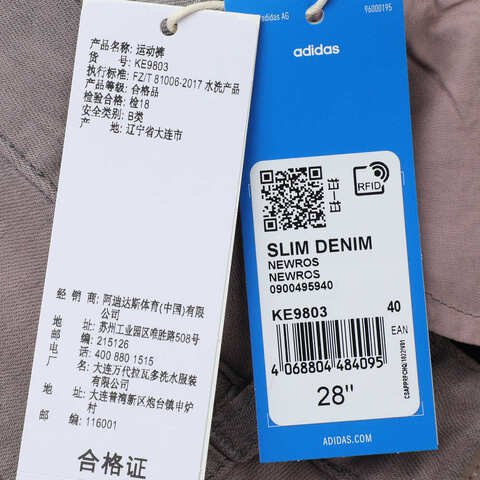 产品名称: 运动裤
货 号: KE9803
执行标准: FZ/T 81006-2017 水洗产品
产品等级: 合格品
检验合格: 检18
安全类别: B类
产 地: 辽宁省大连市
经 销 商: 阿迪达斯体育(中国)有限
公司
地 址: 苏州工业园区唯胜路508号
邮 编: 215126
电 话: 400 880 1515
厂 名: 大连万代拉瓦多洗水服装
有限公司
地 址: 大连普湾新区炮台镇申炉
村
邮 编: 116001
合格证
adidas AG
96000195
adidas
RFID
SLIM DENIM
NEWROS
NEWROS
0900495940
KE9803
40
EAN
4 068804 484095
28"
ADIDAS.COM